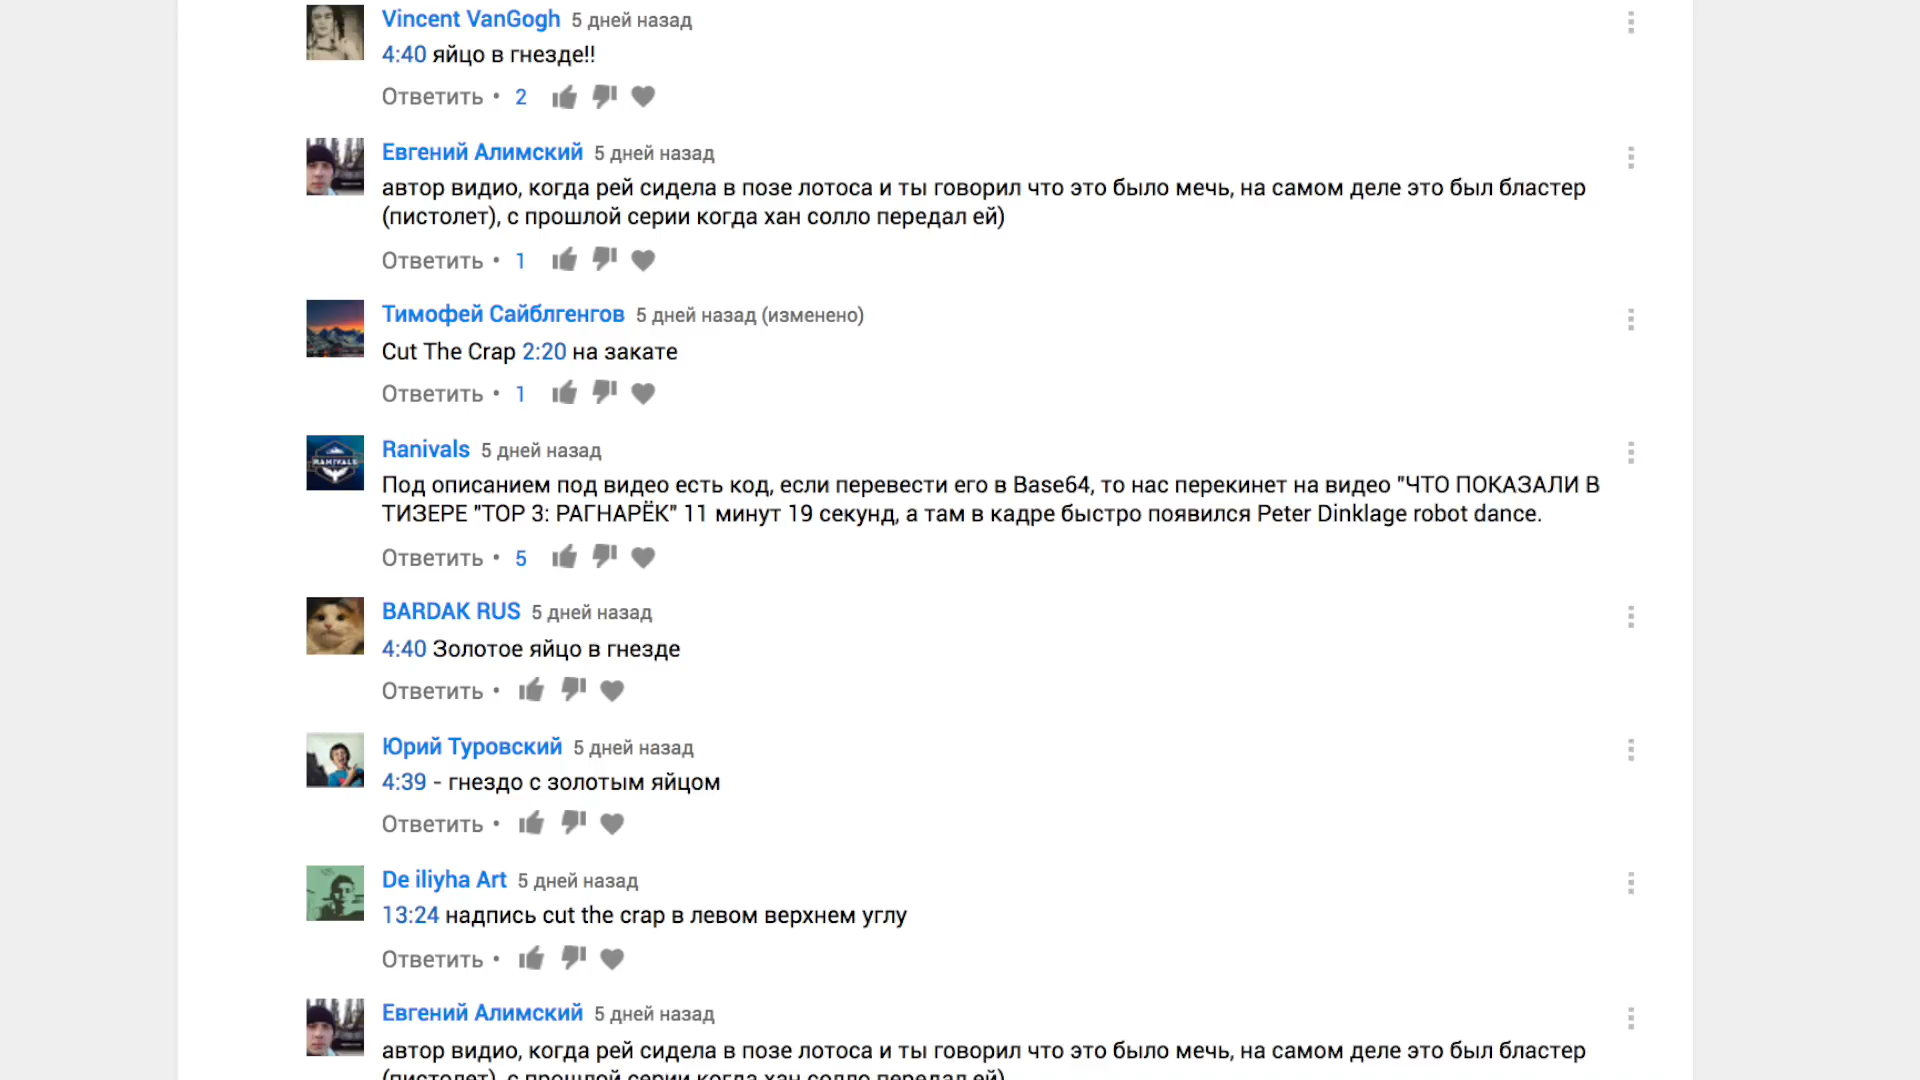 Vincent VanGogh 5 дней назад
4:40 яйцо в гнезде!!
Ответить • 2
Евгений Алимский 5 дней назад
автор видио, когда рей сидела в позе лотоса и ты говорил что это было мечь, на самом деле это был бластер
(пистолет), с прошлой серии когда хан солло передал ей)
Ответить • 1
Тимофей Сайблгенгов 5 дней назад (изменено)
Cut The Crap 2:20 на закате
Ответить • 1
RANIVALS
Ranivals 5 дней назад
Под описанием под видео есть код, если перевести его в Base64, то нас перекинет на видео "ЧТО ПОКАЗАЛИ В
ТИЗЕРЕ "ТОР 3: РАГНАРЁК" 11 минут 19 секунд, а там в кадре быстро появился Peter Dinklage robot dance.
Ответить • 5
BARDAK RUS 5 дней назад
4:40 Золотое яйцо в гнезде
Ответить •
Юрий Туровский 5 дней назад
4:39 - гнездо с золотым яйцом
Ответить •
De iliyha Art 5 дней назад
13:24 надпись cut the crap в левом верхнем углу
Ответить •
Евгений Алимский 5 дней назад
автор видио, когда рей сидела в позе лотоса и ты говорил что это было мечь, на самом деле это был бластер
(пистолет), с прошлой серии когда хан солло передал ей)